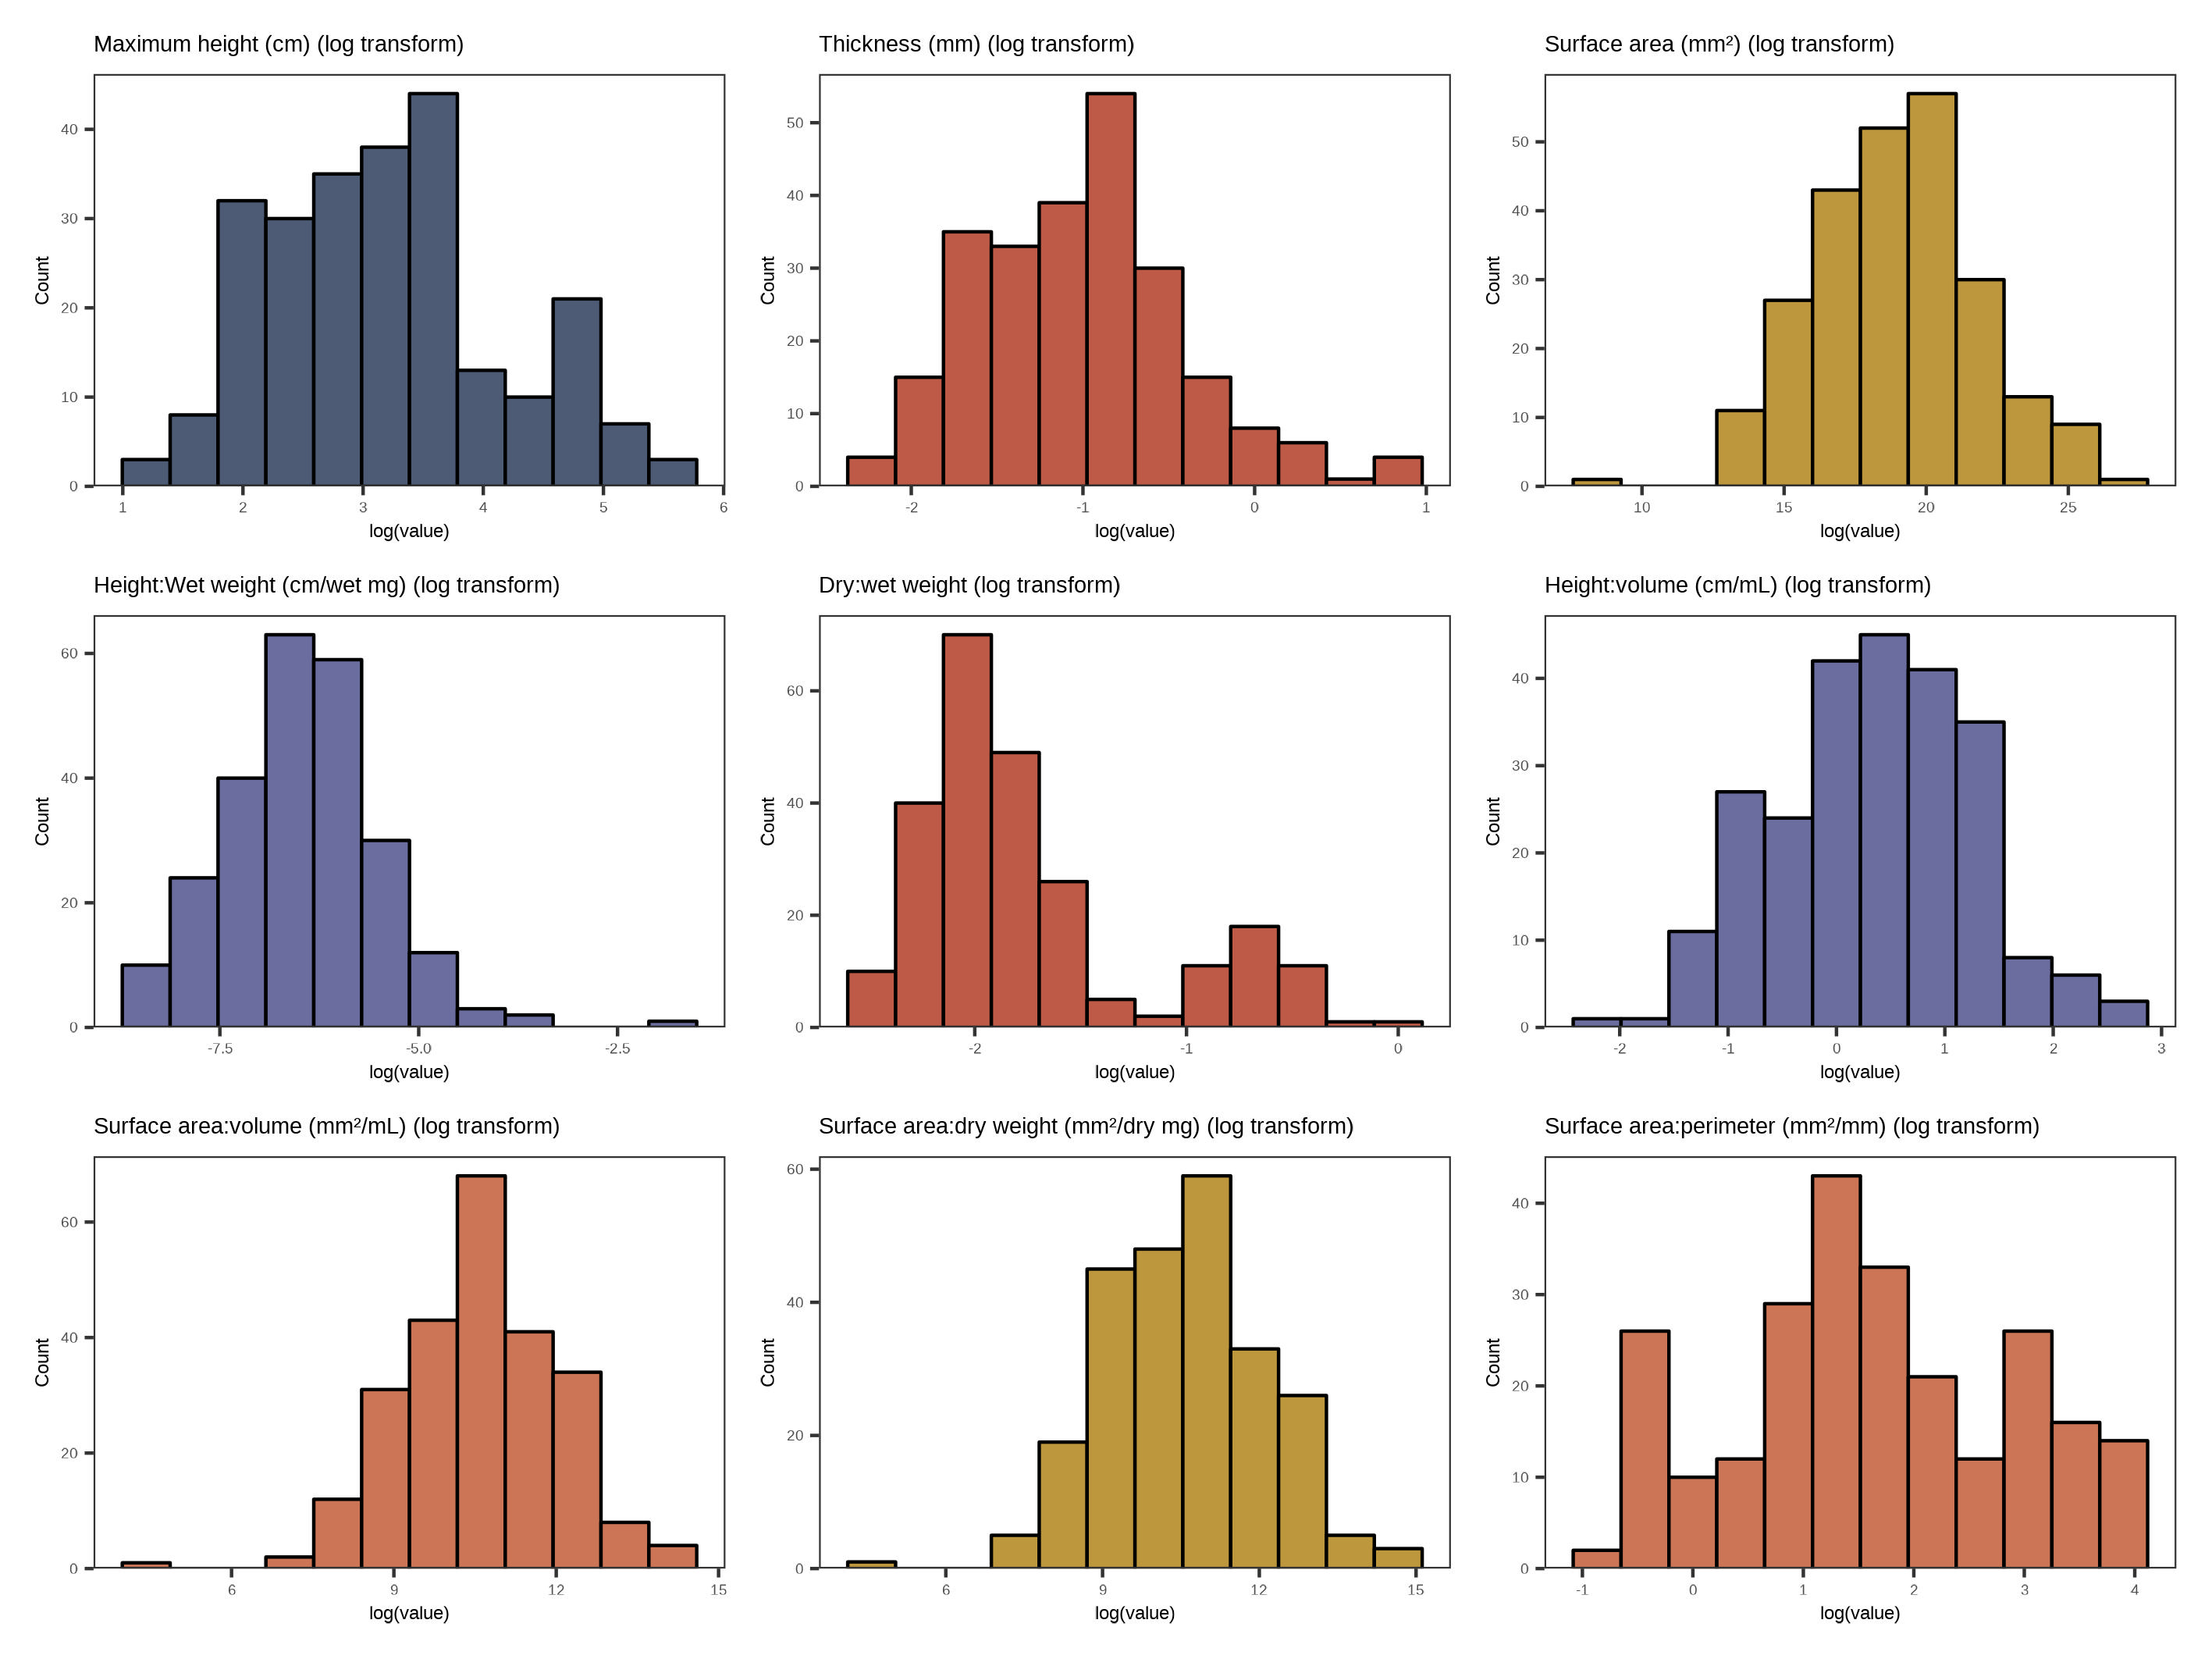 Maximum height (cm) (log transform)
Count
40
30
20
10
0
1 2 3 4 5 6
log(value)
Thickness (mm) (log transform)
Count
50
40
30
20
10
0
-2 -1 0 1
log(value)
Surface area (mm²) (log transform)
Count
50
40
30
20
10
0
10 15 20 25
log(value)
Height:Wet weight (cm/wet mg) (log transform)
Count
60
40
20
0
-7.5 -5.0 -2.5
log(value)
Dry:wet weight (log transform)
Count
60
40
20
0
-2 -1 0
log(value)
Height:volume (cm/mL) (log transform)
Count
40
30
20
10
0
-2 -1 0 1 2 3
log(value)
Surface area:volume (mm²/mL) (log transform)
Count
60
40
20
0
6 9 12 15
log(value)
Surface area:dry weight (mm²/dry mg) (log transform)
Count
60
40
20
0
6 9 12 15
log(value)
Surface area:perimeter (mm²/mm) (log transform)
Count
40
30
20
10
0
-1 0 1 2 3 4
log(value)